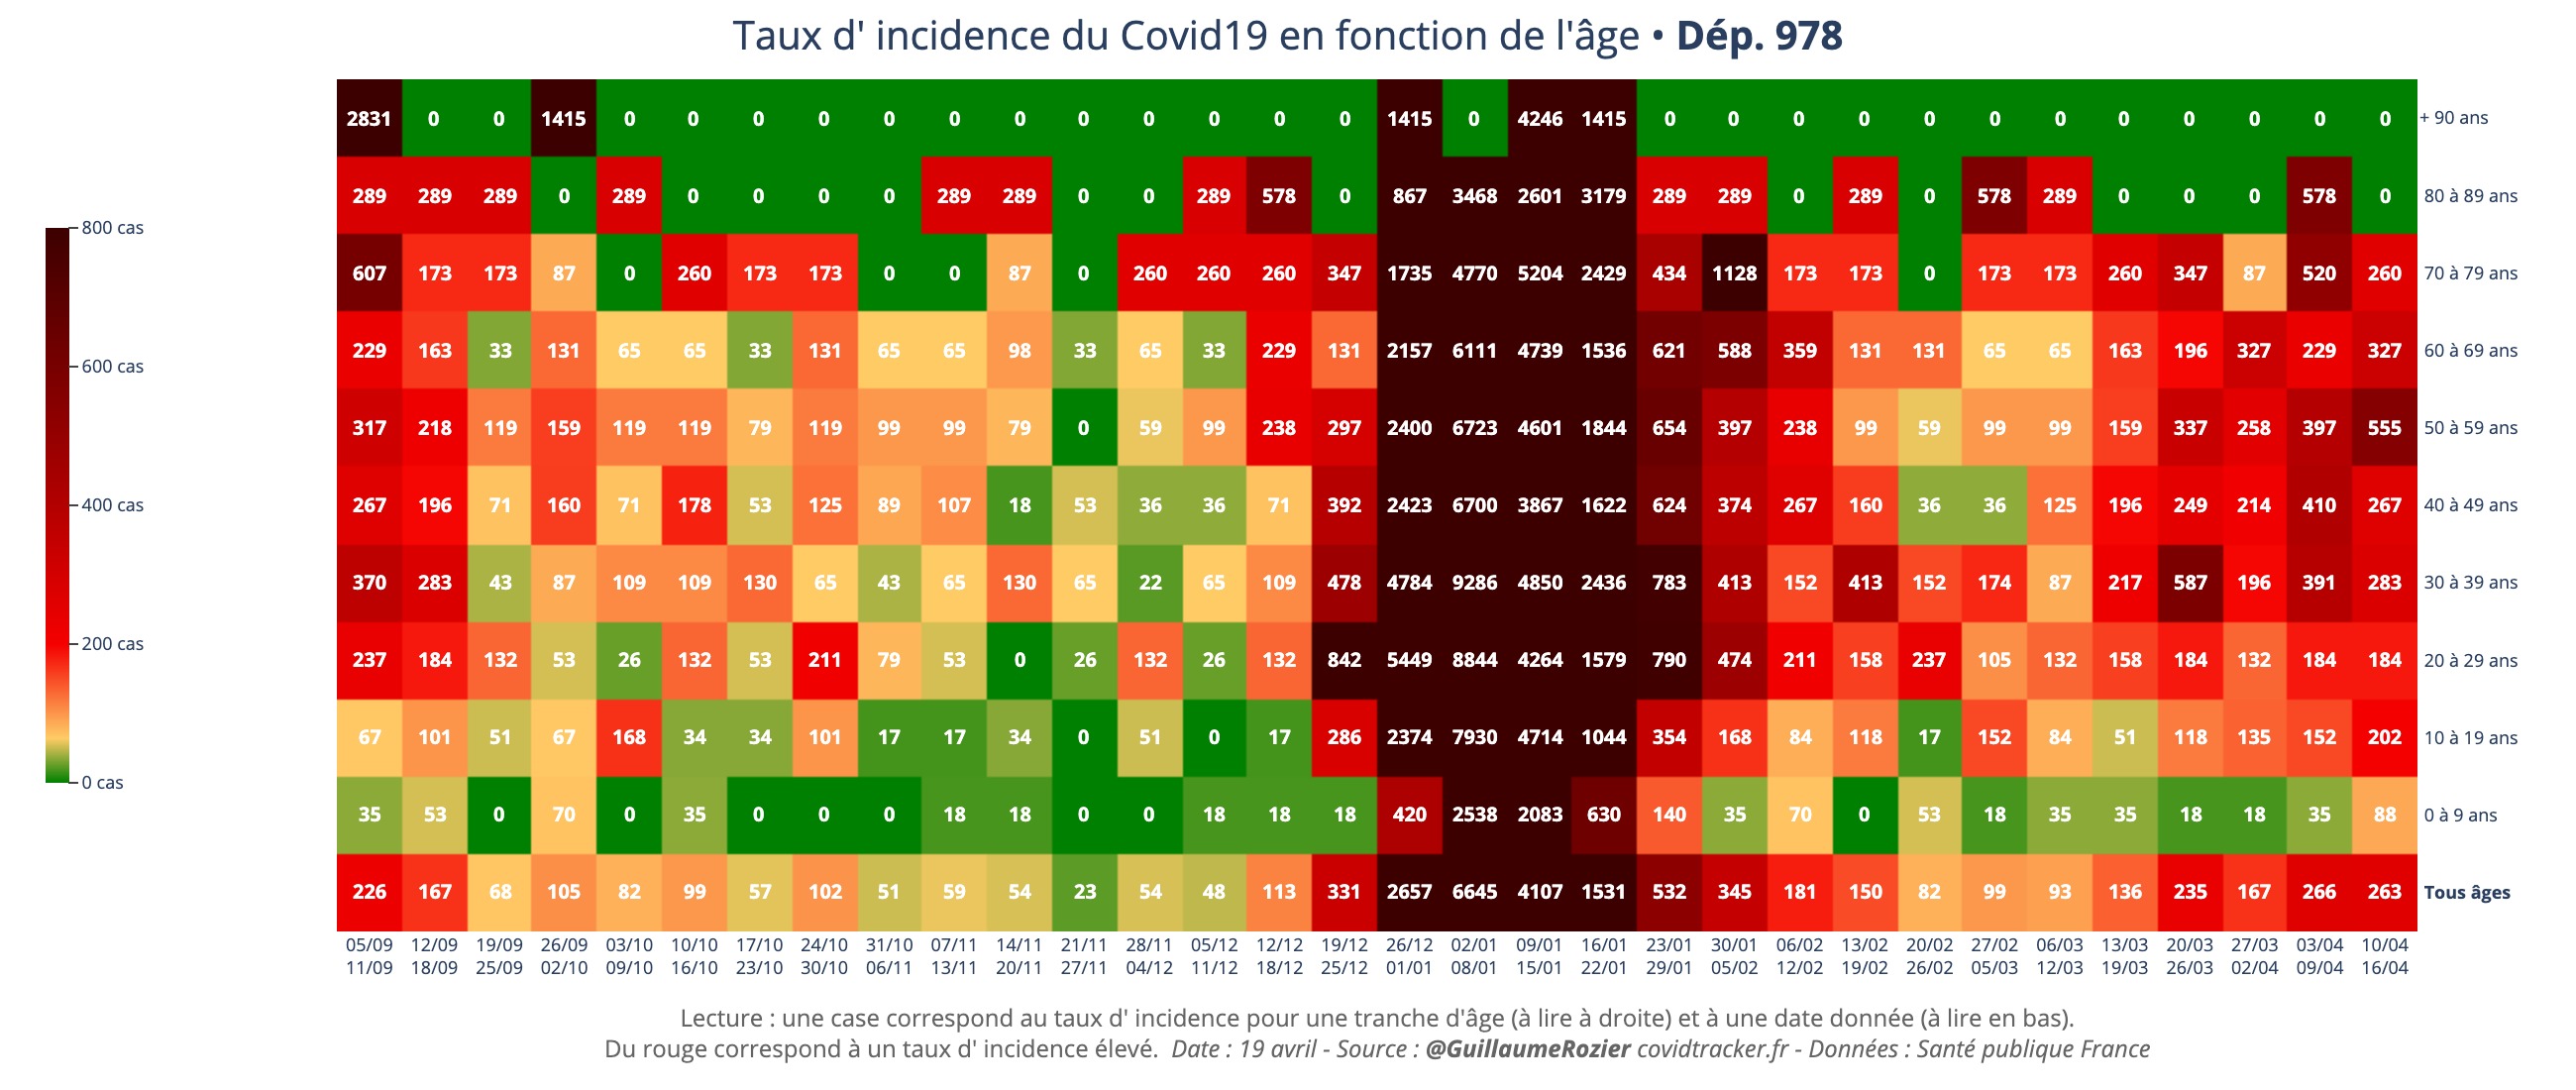 Taux d' incidence du Covid19 en fonction de l'âge • Dép. 978
800 cas
600 cas
400 cas
200 cas
0 cas
2831 0 0 1415 0 0 0 0 0 0 0 0 0 0 0 0 1415 0 4246 1415 0 0 0 0 0 0 0 0 0 0 0 0 + 90 ans
289 289 289 0 289 0 0 0 0 289 289 0 0 289 578 0 867 3468 2601 3179 289 289 0 289 0 578 289 0 0 0 578 0 80 à 89 ans
607 173 173 87 0 260 173 173 0 0 87 0 260 260 260 347 1735 4770 5204 2429 434 1128 173 173 0 173 173 260 347 87 520 260 70 à 79 ans
229 163 33 131 65 65 33 131 65 65 98 33 65 33 229 131 2157 6111 4739 1536 621 588 359 131 131 65 65 163 196 327 229 327 60 à 69 ans
317 218 119 159 119 119 79 119 99 99 79 0 59 99 238 297 2400 6723 4601 1844 654 397 238 99 59 99 99 159 337 258 397 555 50 à 59 ans
267 196 71 160 71 178 53 125 89 107 18 53 36 36 71 392 2423 6700 3867 1622 624 374 267 160 36 36 125 196 249 214 410 267 40 à 49 ans
370 283 43 87 109 109 130 65 43 65 130 65 22 65 109 478 4784 9286 4850 2436 783 413 152 413 152 174 87 217 587 196 391 283 30 à 39 ans
237 184 132 53 26 132 53 211 79 53 0 26 132 26 132 842 5449 8844 4264 1579 790 474 211 158 237 105 132 158 184 132 184 184 20 à 29 ans
67 101 51 67 168 34 34 101 17 17 34 0 51 0 17 286 2374 7930 4714 1044 354 168 84 118 17 152 84 51 118 135 152 202 10 à 19 ans
35 53 0 70 0 35 0 0 0 18 18 0 0 18 18 18 420 2538 2083 630 140 35 70 0 53 18 35 35 18 18 35 88 0 à 9 ans
226 167 68 105 82 99 57 102 51 59 54 23 54 48 113 331 2657 6645 4107 1531 532 345 181 150 82 99 93 136 235 167 266 263 Tous âges
05/09 12/09 19/09 26/09 03/10 10/10 17/10 24/10 31/10 07/11 14/11 21/11 28/11 05/12 12/12 19/12 26/12 02/01 09/01 16/01 23/01 30/01 06/02 13/02 20/02 27/02 06/03 13/03 20/03 27/03 03/04 10/04
11/09 18/09 25/09 02/10 09/10 16/10 23/10 30/10 06/11 13/11 20/11 27/11 04/12 11/12 18/12 25/12 01/01 08/01 15/01 22/01 29/01 05/02 12/02 19/02 26/02 05/03 12/03 19/03 26/03 02/04 09/04 16/04
Lecture : une case correspond au taux d' incidence pour une tranche d'âge (à lire à droite) et à une date donnée (à lire en bas).
Du rouge correspond à un taux d' incidence élevé. Date : 19 avril - Source : @GuillaumeRozier covidtracker.fr - Données : Santé publique France